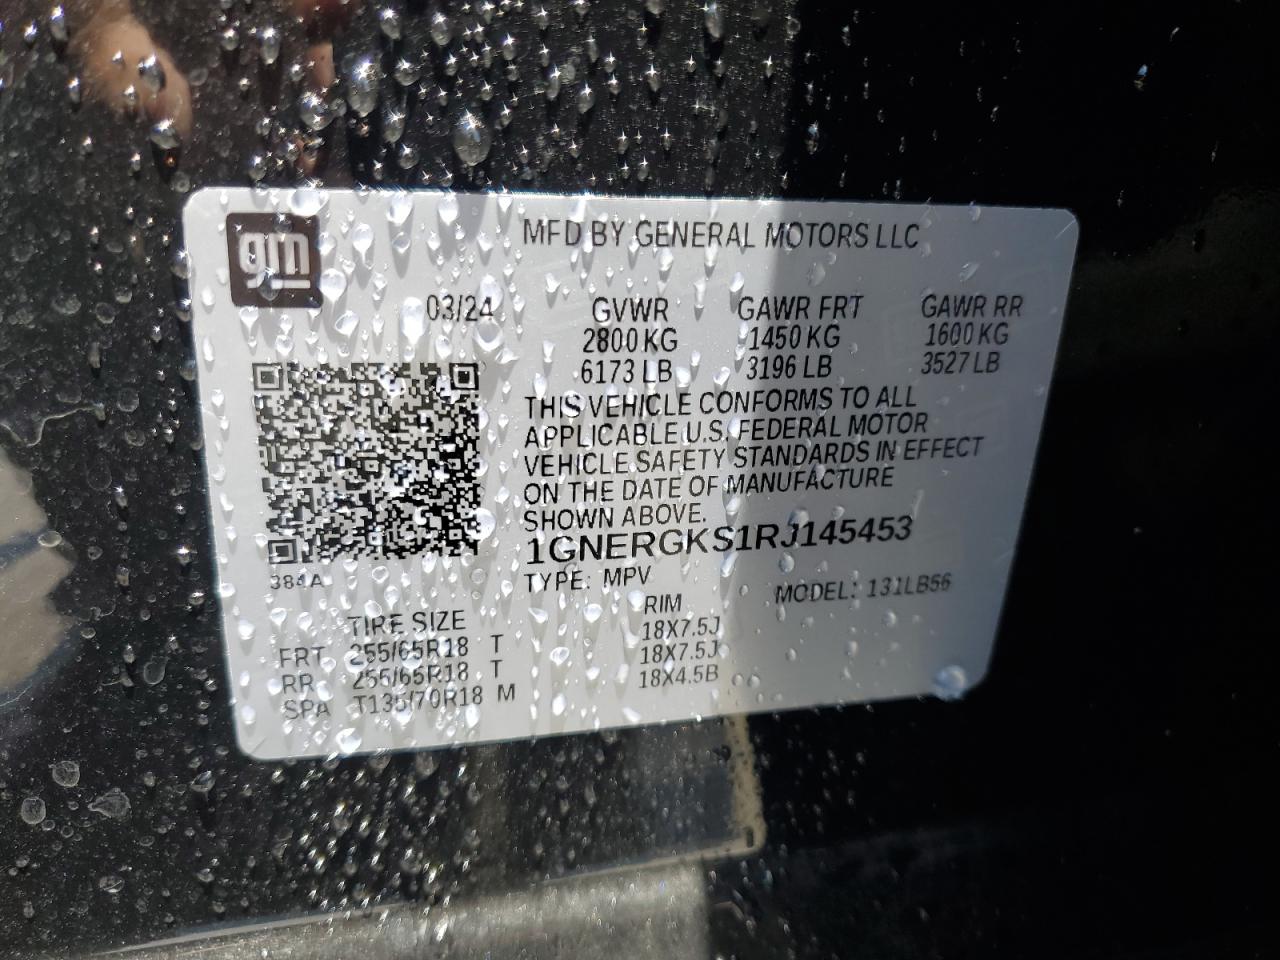 gm
MFD BY GENERAL MOTORS LLC
03/24 GVWR GAWR FRT GAWR RR
2800 KG 1450 KG 1600 KG
6173 LB 3196 LB 3527 LB
THIS VEHICLE CONFORMS TO ALL
APPLICABLE U.S. FEDERAL MOTOR
VEHICLE SAFETY STANDARDS IN EFFECT
ON THE DATE OF MANUFACTURE
SHOWN ABOVE.
1GNERGKS1RJ145453
384A
TYPE: MPV MODEL: 131LB56
TIRE SIZE RIM
FRT 255/65R18 T 18X7.5J
RR 255/65R18 T 18X7.5J
SPA T135/70R18 M 18X4.5B